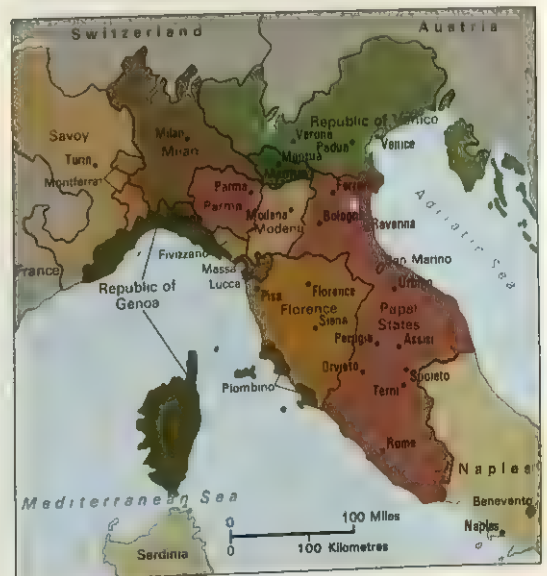 Switzerland
Austria
Savoy
Turin
Montferrat
Milan
Milan
Republic of Venice
Verona
Padua
Venice
Mantua
Mantua
Parma
Parma
Modena
Modena
Ferrara
Bologna
Ravenna
Adriatic Sea
France
Fivizzano
Massa
Lucca
Republic of
Genoa
Pisa
Florence
Florence
Siena
San Marino
Urbino
Papal
States
Perugia
Assisi
Orvieto
Spoleto
Terni
Piombino
Rome
Naples
Benevento
Naples
Mediterranean Sea
Sardinia
0
100 Miles
0
100 Kilometres